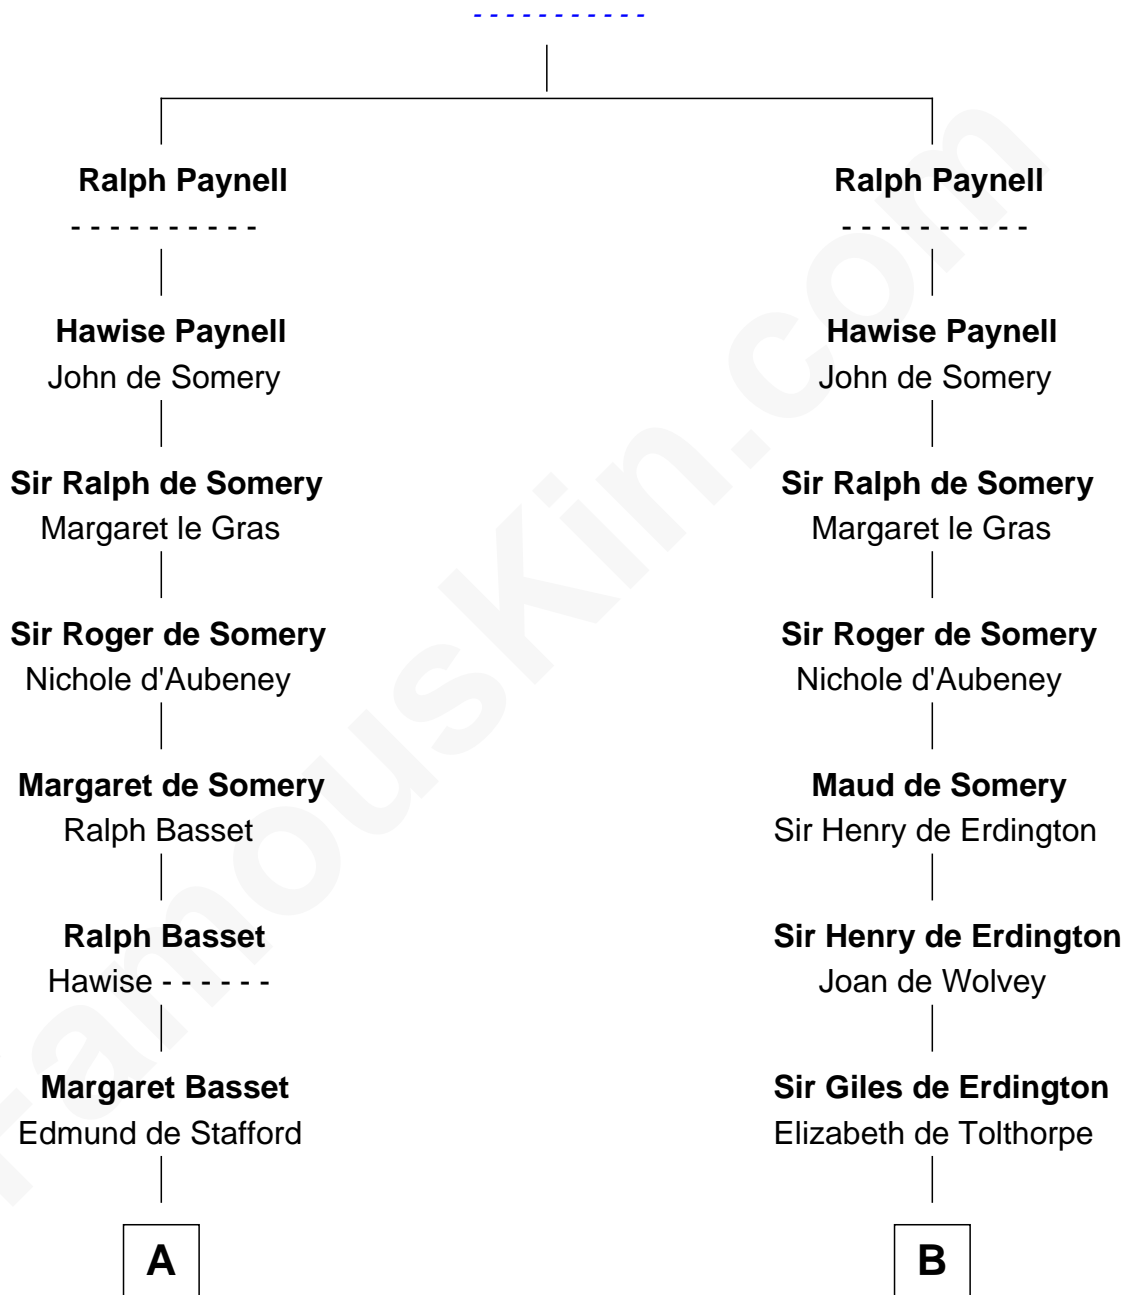 - - - - - - - - - - -
Ralph Paynell Ralph Paynell
- - - - - - - - - - - - - - - - - - - -
Hawise Paynell Hawise Paynell
John de Somery John de Somery
Sir Ralph de Somery Sir Ralph de Somery
Margaret le Gras Margaret le Gras
Sir Roger de Somery Sir Roger de Somery
Nichole d'Aubeney Nichole d'Aubeney
Margaret de Somery Maud de Somery
Ralph Basset Sir Henry de Erdington
Ralph Basset Sir Henry de Erdington
Hawise - - - - - - Joan de Wolvey
Margaret Basset Sir Giles de Erdington
Edmund de Stafford Elizabeth de Tolthorpe
A B
FamousKin.com